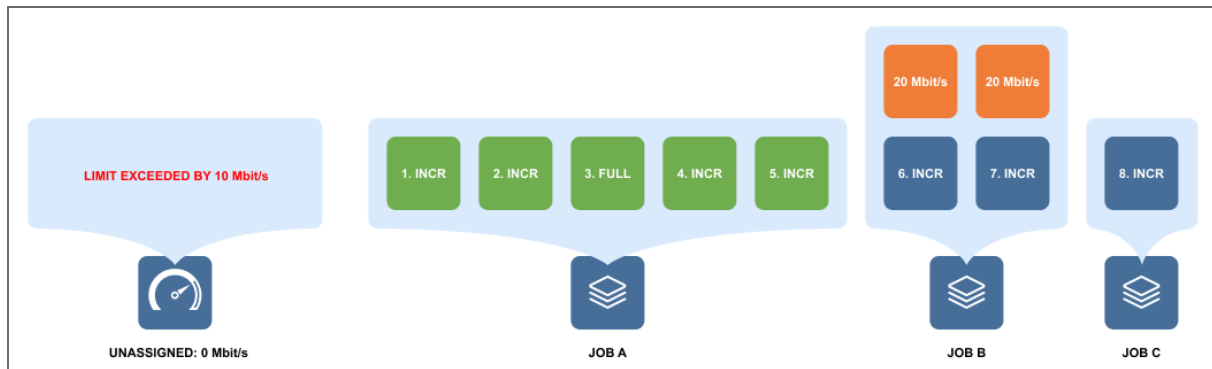 20 Mbit/s
20 Mbit/s
LIMIT EXCEEDED BY 10 Mbit/s
1. INCR
2. INCR
3. FULL
4. INCR
5. INCR
6. INCR
7. INCR
8. INCR
UNASSIGNED: 0 Mbit/s
JOB A
JOB B
JOB C